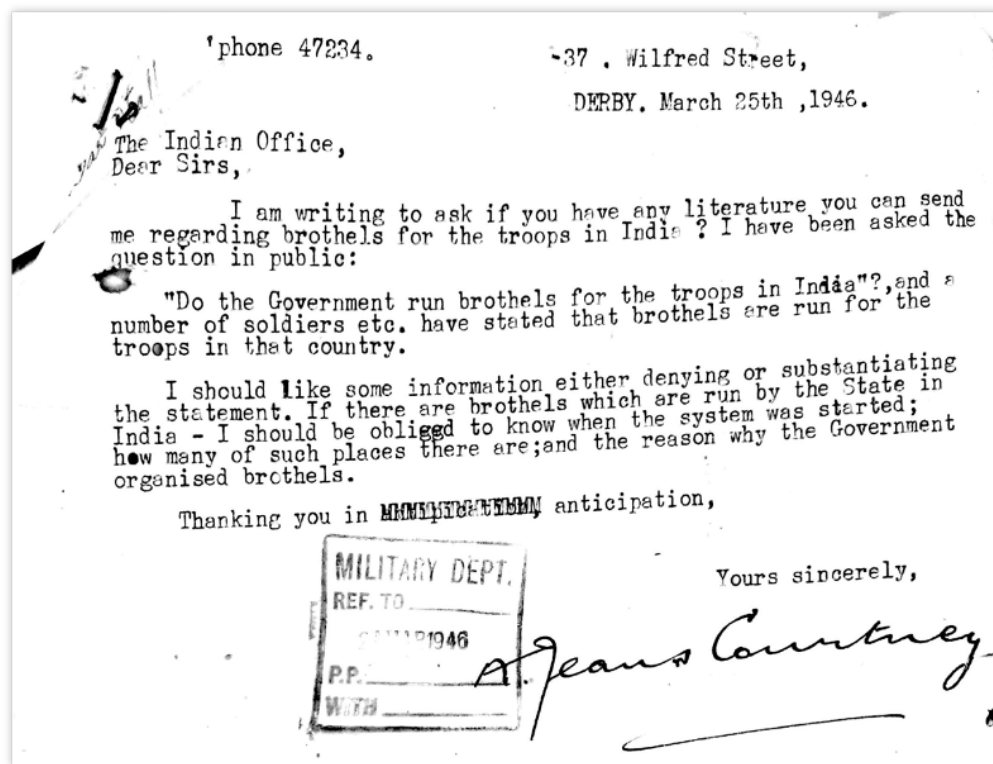 'phone 47234.
-37 . Wilfred Street,
DERBY. March 25th ,1946.
The Indian Office,
Dear Sirs,
I am writing to ask if you have any literature you can send
me regarding brothels for the troops in India ? I have been asked the
question in public:
"Do the Government run brothels for the troops in India"?,and a
number of soldiers etc. have stated that brothels are run for the
troops in that country.
I should like some information either denying or substantiating
the statement. If there are brothels which are run by the State in
India - I should be obliged to know when the system was started;
how many of such places there are;and the reason why the Government
organised brothels.
Thanking you in anticipation,
Yours sincerely,
A. Jeans Courtney
MILITARY DEPT.
REF. TO
MAR1946
P.P.
WITH